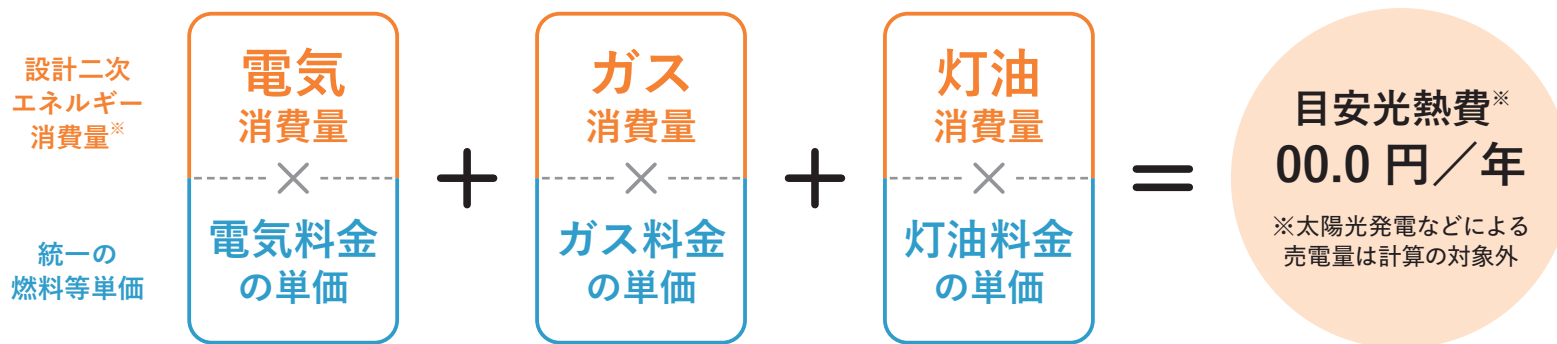 設計二次
エネルギー
消費量※
統一の
燃料等単価
電気
消費量
×
電気料金
の単価
+
ガス
消費量
×
ガス料金
の単価
+
灯油
消費量
×
灯油料金
の単価
=
目安光熱費※
00.0 円／年
※太陽光発電などによる
売電量は計算の対象外